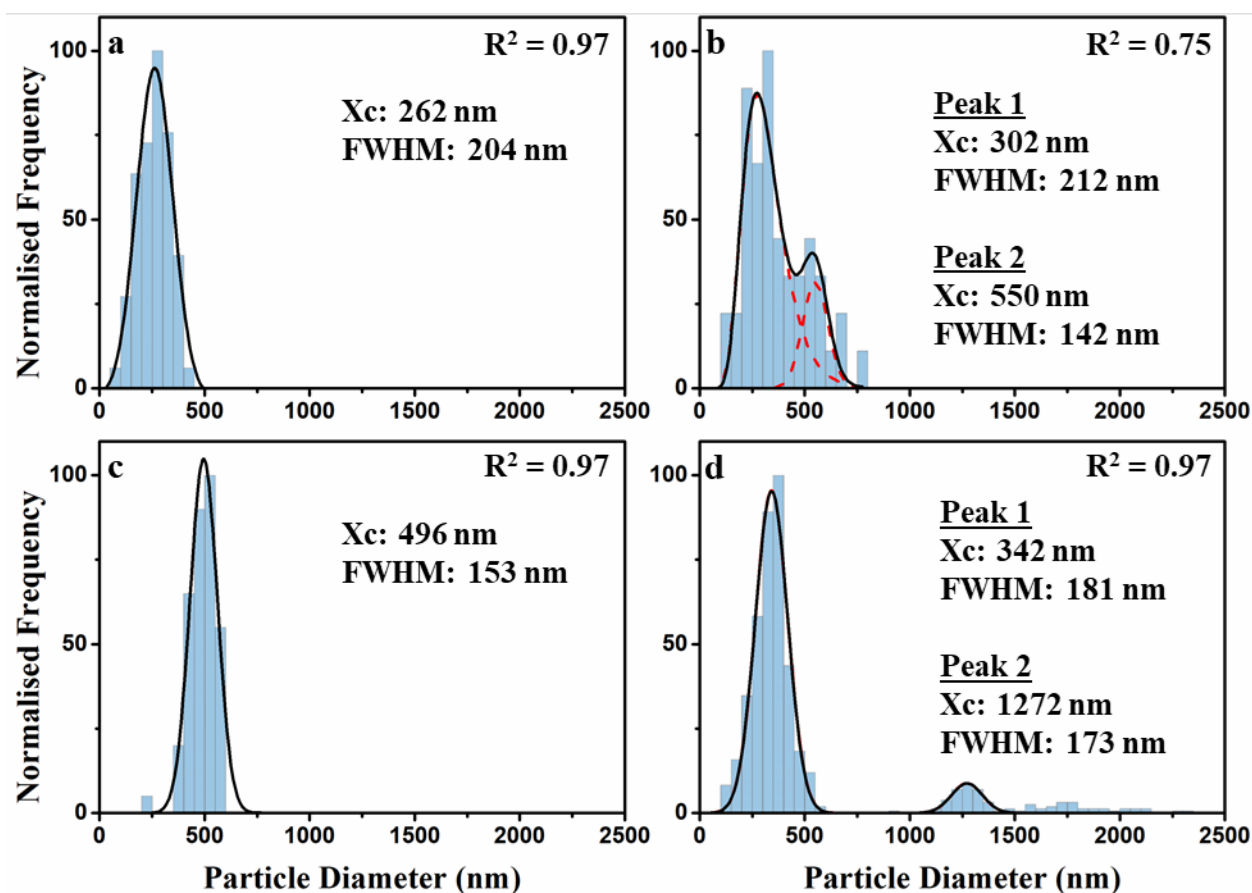 a
R² = 0.97
Xc: 262 nm
FWHM: 204 nm
Normalised Frequency
100
50
0
0 500 1000 1500 2000 2500
b
R² = 0.75
Peak 1
Xc: 302 nm
FWHM: 212 nm
Peak 2
Xc: 550 nm
FWHM: 142 nm
100
50
0
0 500 1000 1500 2000 2500
c
R² = 0.97
Xc: 496 nm
FWHM: 153 nm
Normalised Frequency
100
50
0
0 500 1000 1500 2000 2500
Particle Diameter (nm)
d
R² = 0.97
Peak 1
Xc: 342 nm
FWHM: 181 nm
Peak 2
Xc: 1272 nm
FWHM: 173 nm
100
50
0
0 500 1000 1500 2000 2500
Particle Diameter (nm)